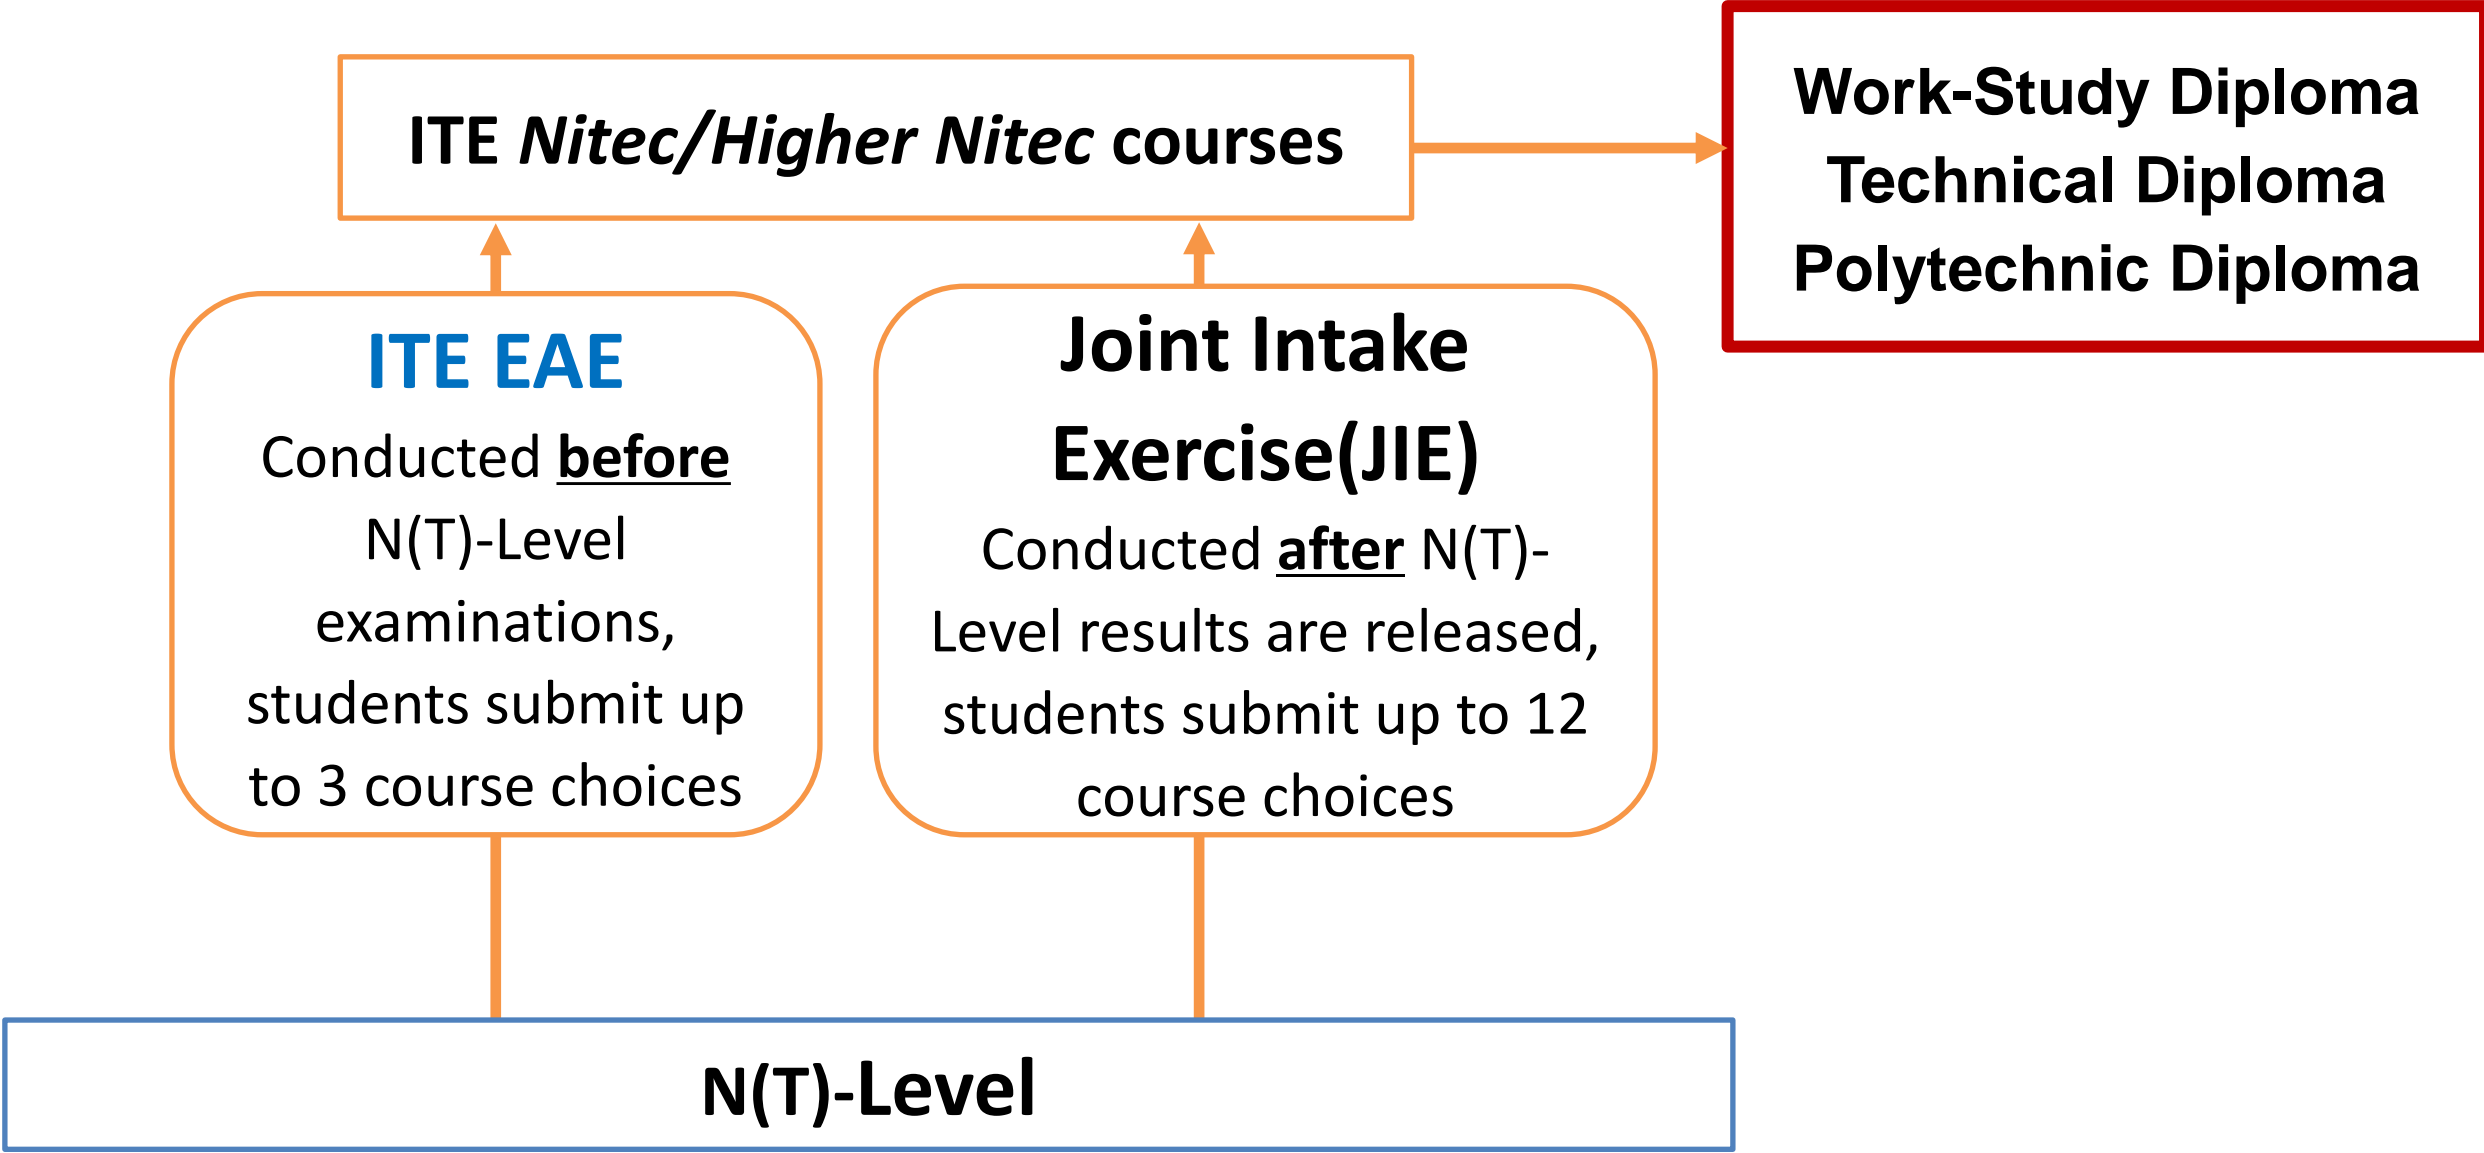 ITE Nitec/Higher Nitec courses
Work-Study Diploma
Technical Diploma
Polytechnic Diploma
ITE EAE
Conducted before
N(T)-Level
examinations,
students submit up
to 3 course choices
Joint Intake
Exercise(JIE)
Conducted after N(T)-
Level results are released,
students submit up to 12
course choices
N(T)-Level